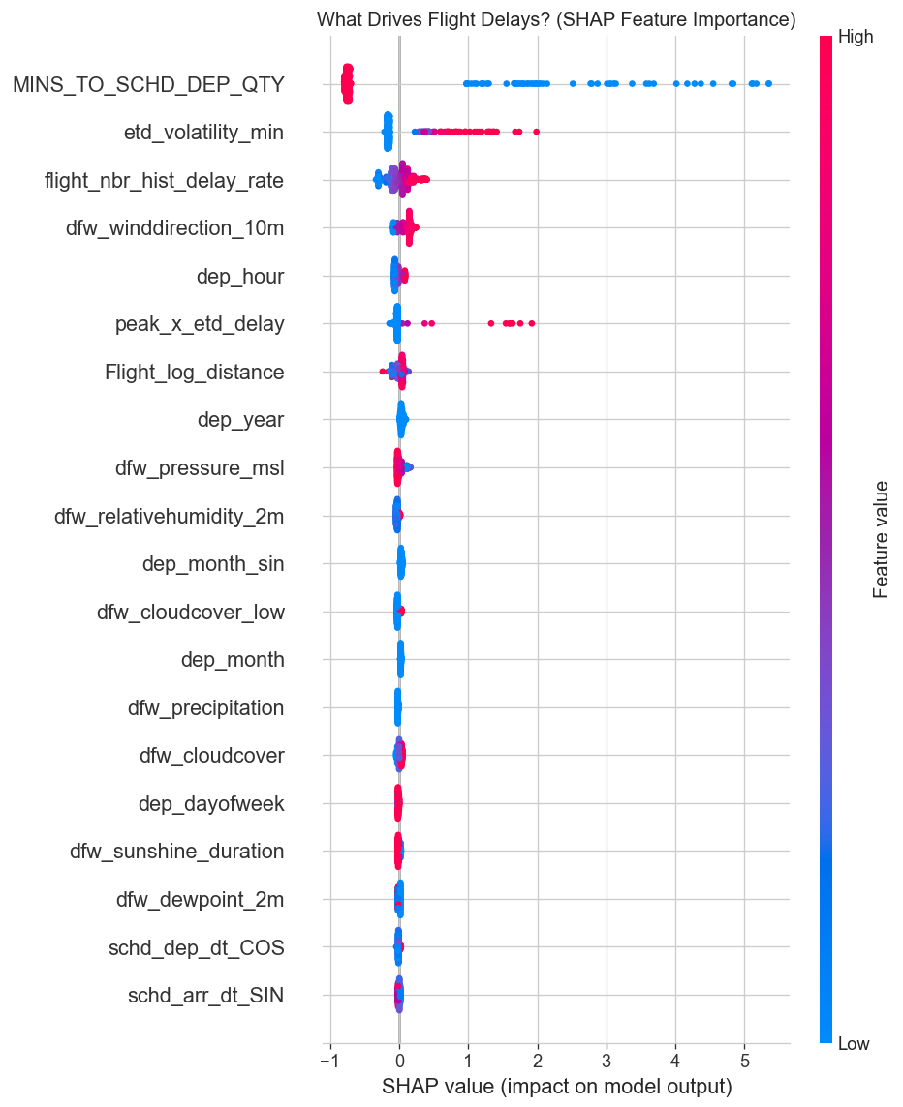 What Drives Flight Delays? (SHAP Feature Importance)
High
MINS_TO_SCHD_DEP_QTY
etd_volatility_min
flight_nbr_hist_delay_rate
dfw_winddirection_10m
dep_hour
peak_x_etd_delay
Flight_log_distance
dep_year
dfw_pressure_msl
dfw_relativehumidity_2m
dep_month_sin
dfw_cloudcover_low
dep_month
dfw_precipitation
dfw_cloudcover
dep_dayofweek
dfw_sunshine_duration
dfw_dewpoint_2m
schd_dep_dt_COS
schd_arr_dt_SIN
Feature value
Low
−1 0 1 2 3 4 5
SHAP value (impact on model output)